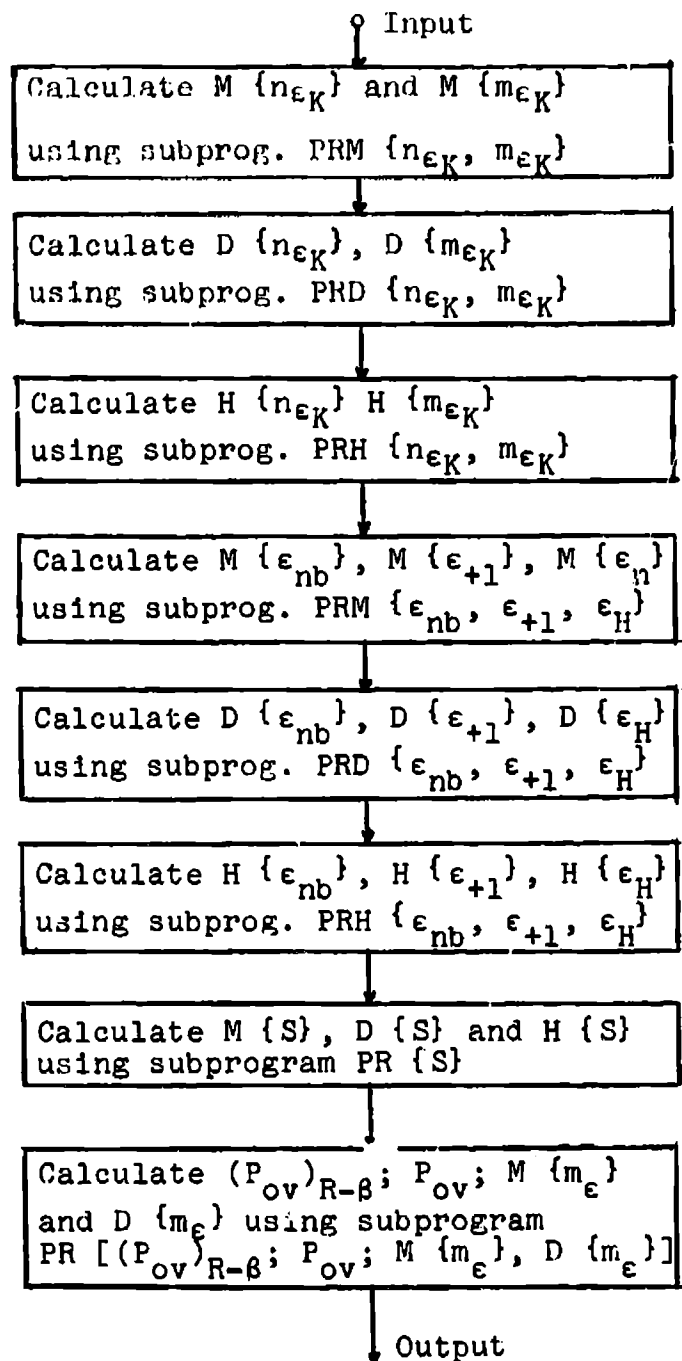 Input
Calculate M {n_εK} and M {m_εK}
using subprog. PRM {n_εK, m_εK}
Calculate D {n_εK}, D {m_εK}
using subprog. PRD {n_εK, m_εK}
Calculate H {n_εK} H {m_εK}
using subprog. PRH {n_εK, m_εK}
Calculate M {ε_nb}, M {ε_+1}, M {ε_n}
using subprog. PRM {ε_nb, ε_+1, ε_H}
Calculate D {ε_nb}, D {ε_+1}, D {ε_H}
using subprog. PRD {ε_nb, ε_+1, ε_H}
Calculate H {ε_nb}, H {ε_+1}, H {ε_H}
using subprog. PRH {ε_nb, ε_+1, ε_H}
Calculate M {S}, D {S} and H {S}
using subprogram PR {S}
Calculate (P_ov)_R-β; P_ov; M {m_ε}
and D {m_ε} using subprogram
PR [(P_ov)_R-β; P_ov; M {m_ε}, D {m_ε}]
Output